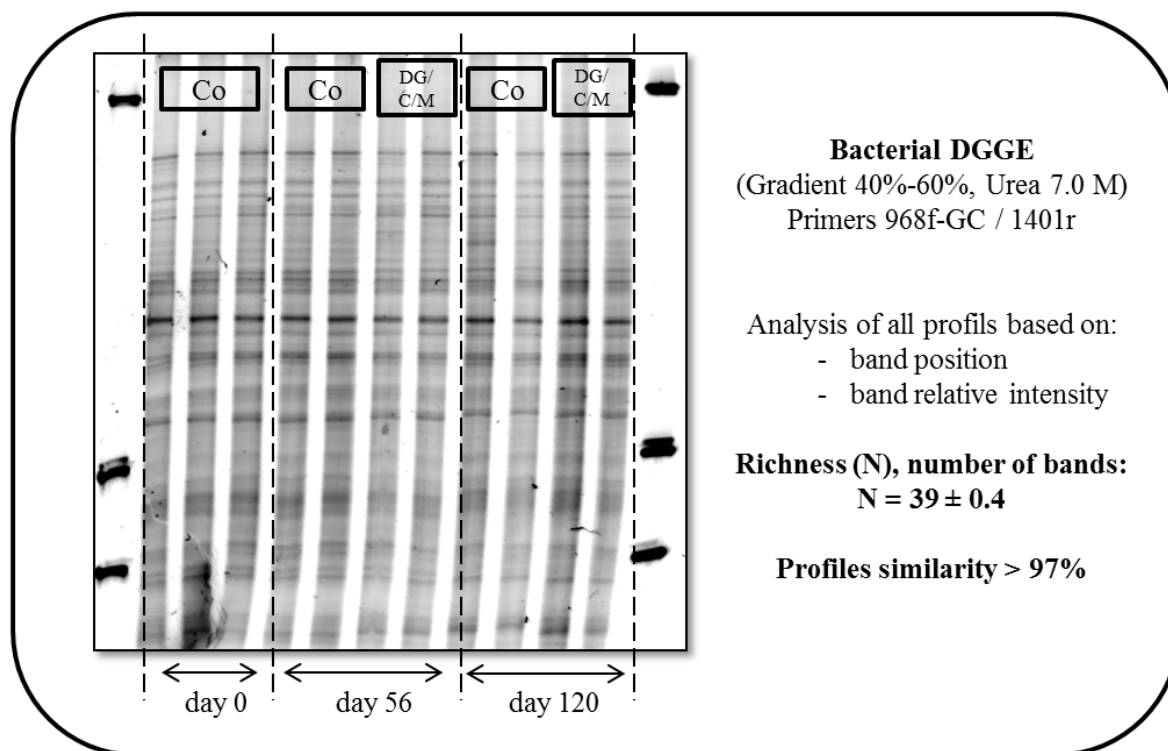 Co
Co
DG/
C/M
Co
DG/
C/M
day 0
day 56
day 120
Bacterial DGGE
(Gradient 40%-60%, Urea 7.0 M)
Primers 968f-GC / 1401r
Analysis of all profils based on:
- band position
- band relative intensity
Richness (N), number of bands:
N = 39 ± 0.4
Profiles similarity > 97%